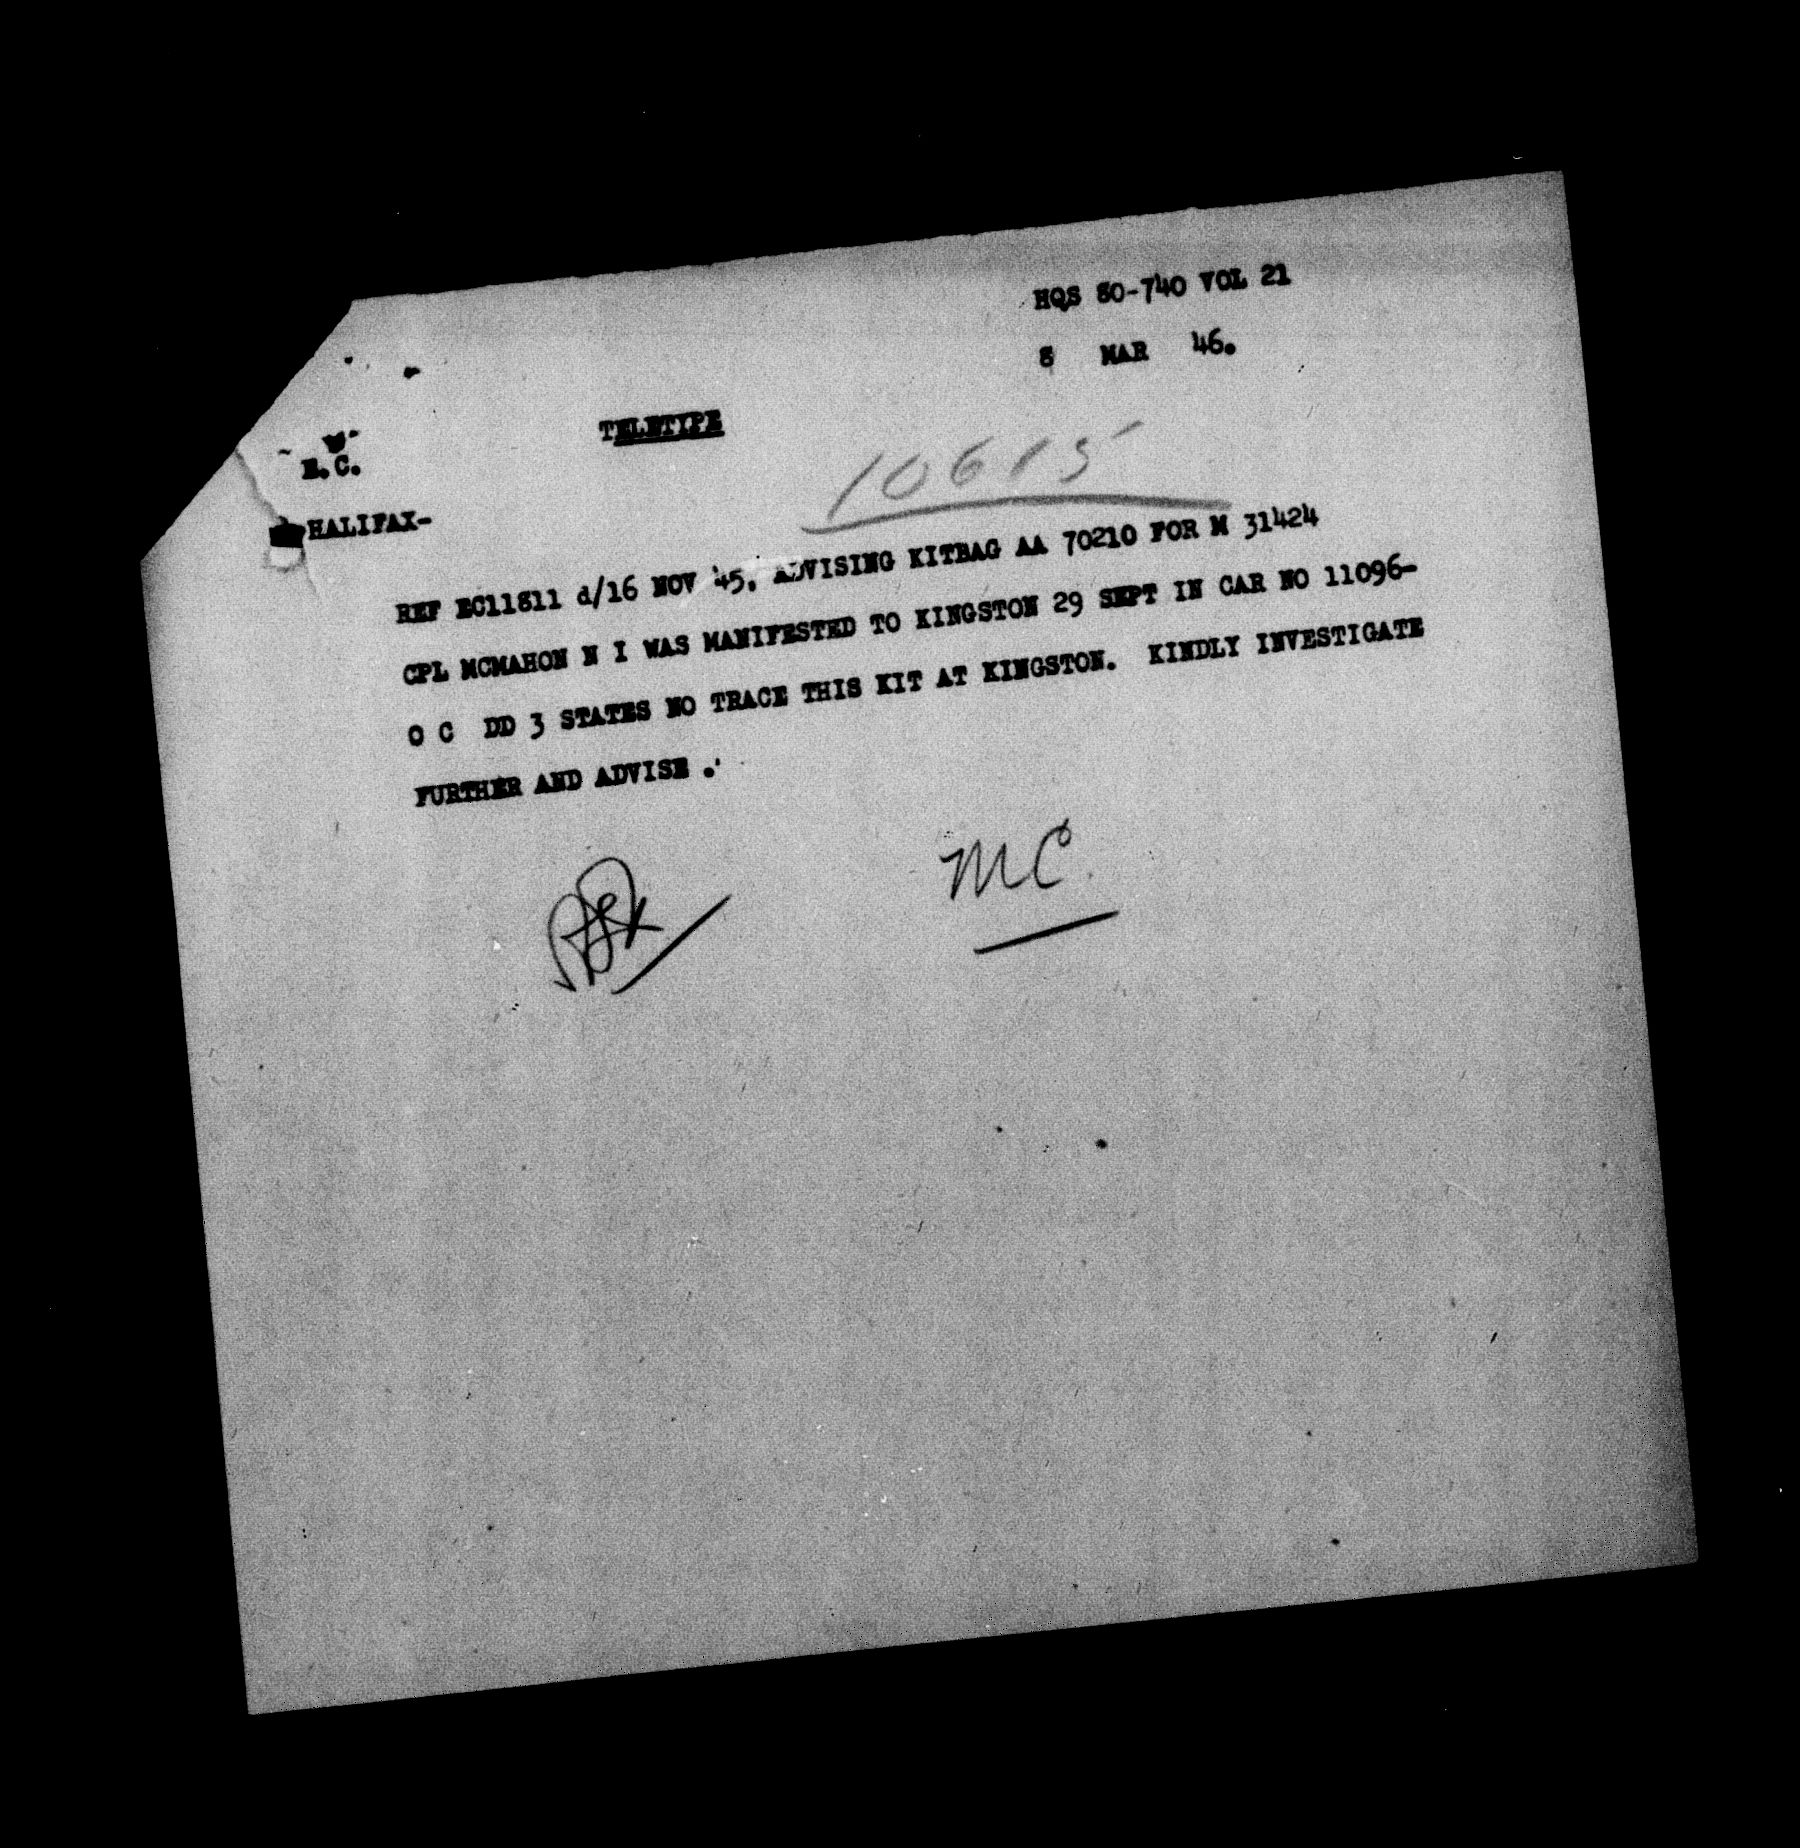 HQS 80-740 VOL 21
8 MAR 46.
TELETYPE
E.C.
10615
HALIFAX-
REF EC11811 d/16 NOV 45, ADVISING KITBAG AA 70210 FOR M 31424
CPL MCMAHON N I WAS MANIFESTED TO KINGSTON 29 SEPT IN CAR NO 11096-
O C DD 3 STATES NO TRACE THIS KIT AT KINGSTON. KINDLY INVESTIGATE
FURTHER AND ADVISE .
MC